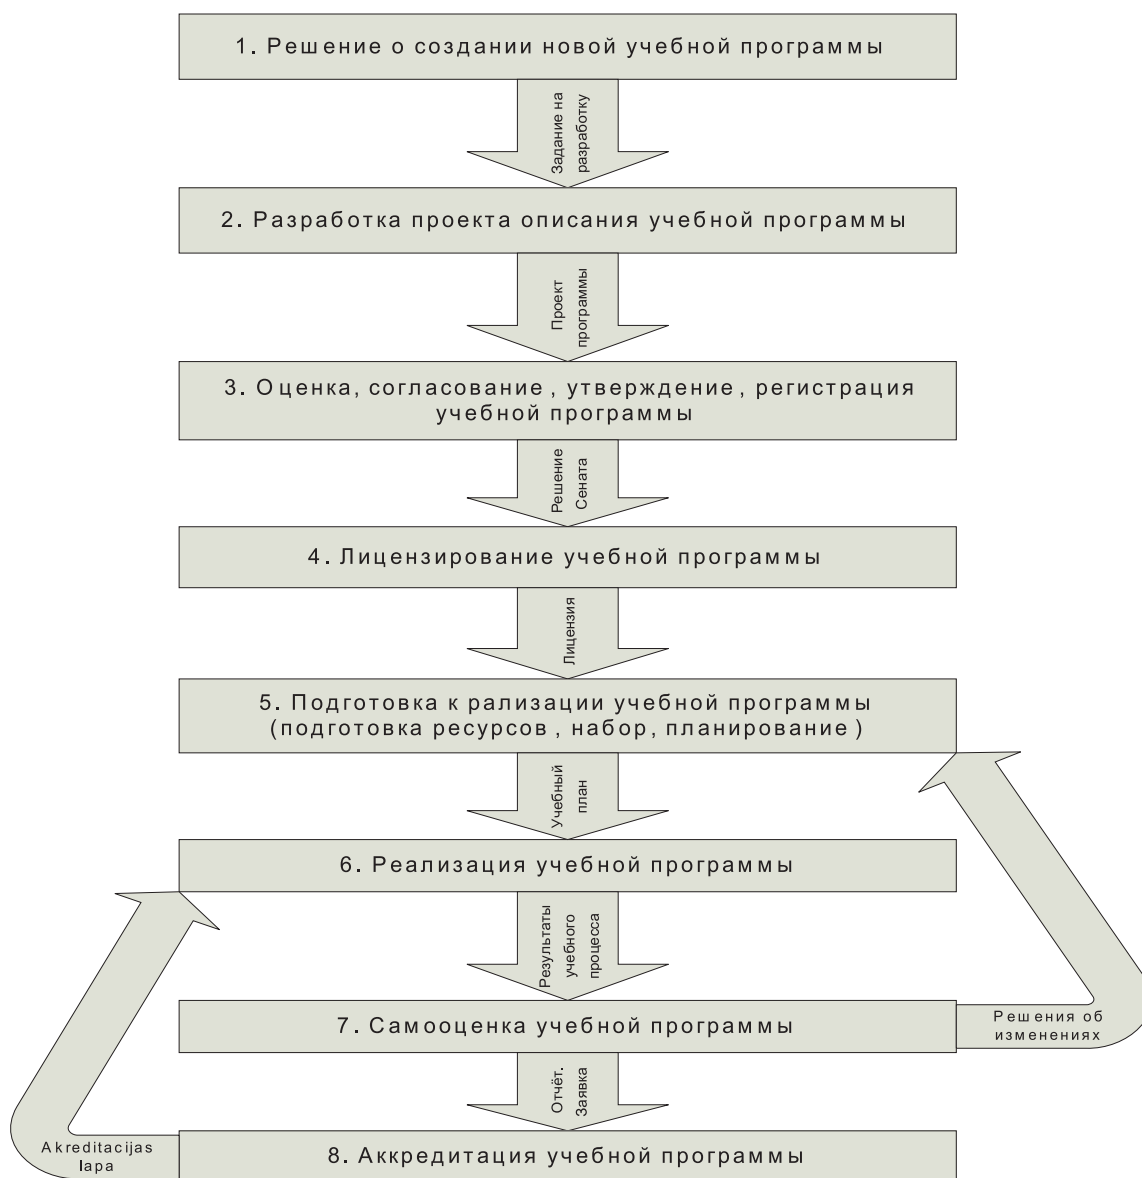 1. Решение о создании новой учебной программы
Задание на
разработку
2. Разработка проекта описания учебной программы
Проект
программы
3. Оценка, согласование, утверждение, регистрация
учебной программы
Решение
Сената
4. Лицензирование учебной программы
Лицензия
5. Подготовка к рализации учебной программы
(подготовка ресурсов, набор, планирование)
Учебный
план
6. Реализация учебной программы
Результаты
учебного
процесса
7. Самооценка учебной программы
Решения об
изменениях
Отчёт.
Заявка
Akreditacijas
lapa
8. Аккредитация учебной программы